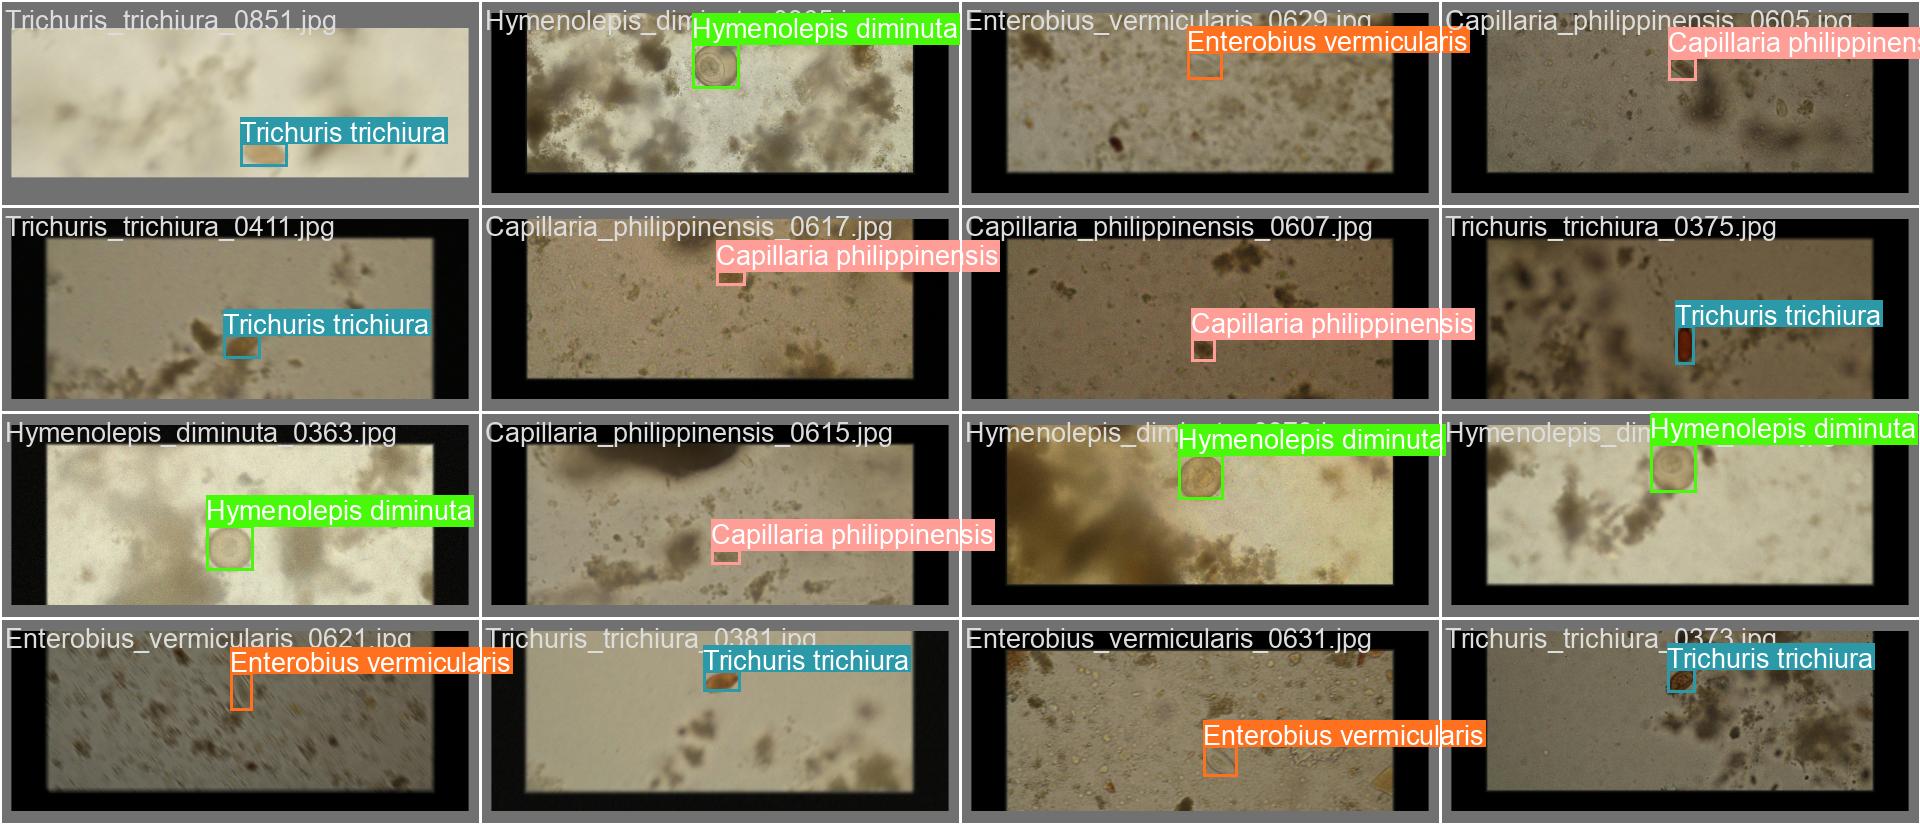 Trichuris_trichiura_0851.jpg
Trichuris trichiura
Hymenolepis diminuta
Enterobius_vermicularis_0629.jpg
Enterobius vermicularis
Capillaria_philippinensis_0605.jpg
Capillaria philippinens
Trichuris_trichiura_0411.jpg
Trichuris trichiura
Capillaria_philippinensis_0617.jpg
Capillaria philippinensis
Capillaria_philippinensis_0607.jpg
Capillaria philippinensis
Trichuris_trichiura_0375.jpg
Trichuris trichiura
Hymenolepis_diminuta_0363.jpg
Hymenolepis diminuta
Capillaria_philippinensis_0615.jpg
Capillaria philippinensis
Hymenolepis diminuta
Hymenolepis diminuta
Enterobius_vermicularis_0621.jpg
Enterobius vermicularis
Trichuris_trichiura_0381.jpg
Trichuris trichiura
Enterobius_vermicularis_0631.jpg
Enterobius vermicularis
Trichuris_trichiura_0373.jpg
Trichuris trichiura